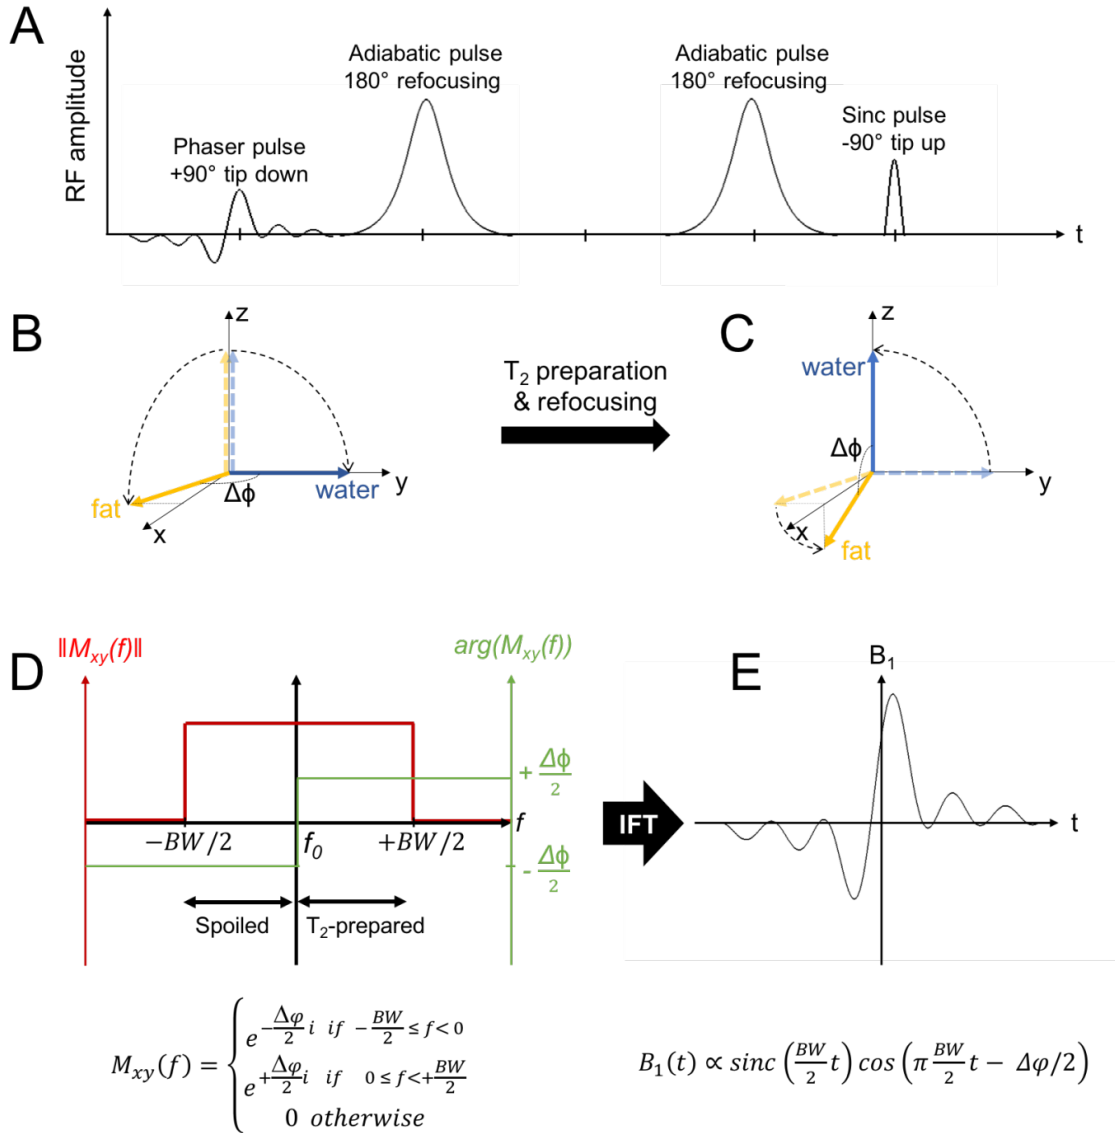 A
RF amplitude
Adiabatic pulse
180° refocusing
Adiabatic pulse
180° refocusing
Phaser pulse
+90° tip down
Sinc pulse
-90° tip up
t
B
z
y
x
fat
water
Δϕ
T₂ preparation
& refocusing
C
z
water
Δϕ
y
x
fat
D
‖Mxy(f)‖
arg(Mxy(f))
+ Δϕ/2
- Δϕ/2
−BW/2
f₀
+BW/2
f
Spoiled
T₂-prepared
IFT
E
B₁
t
Mxy(f) = { e^(−Δφ/2 i) if −BW/2 ≤ f < 0
e^(+Δφ/2 i) if 0 ≤ f < +BW/2
0 otherwise
B₁(t) ∝ sinc (BW/2 t) cos (π BW/2 t − Δφ/2)